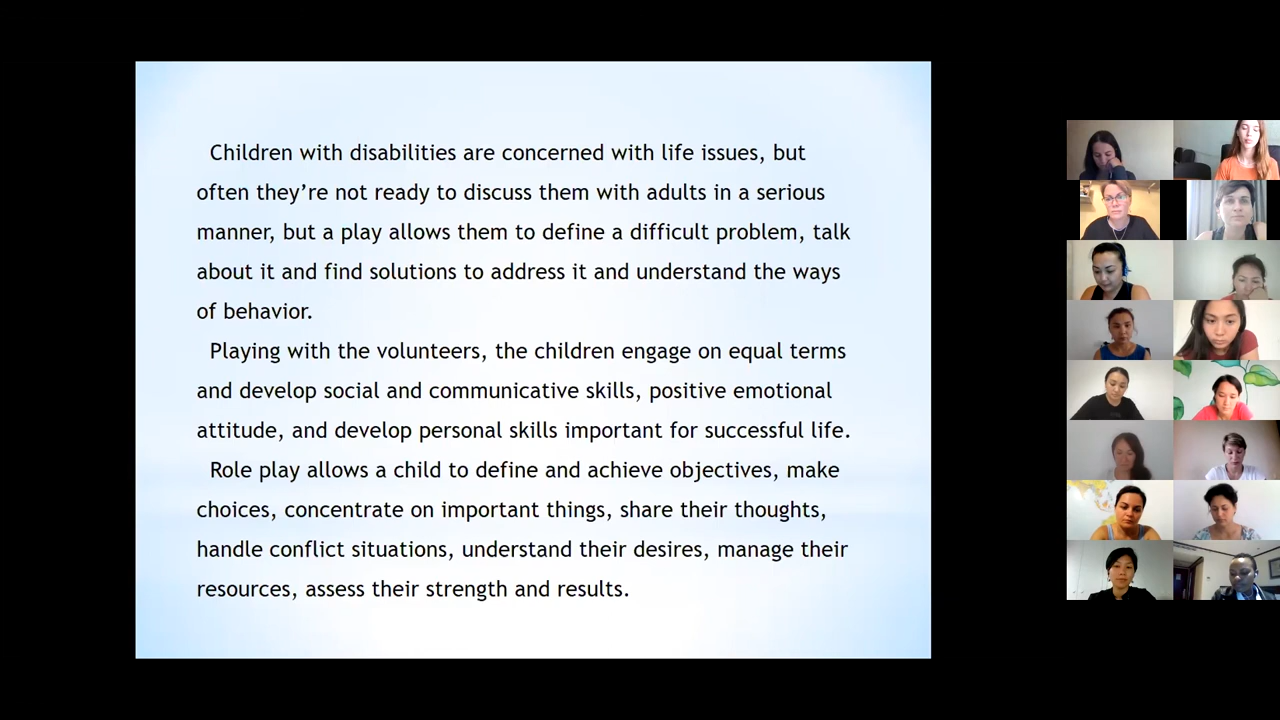 Children with disabilities are concerned with life issues, but
often they’re not ready to discuss them with adults in a serious
manner, but a play allows them to define a difficult problem, talk
about it and find solutions to address it and understand the ways
of behavior.
Playing with the volunteers, the children engage on equal terms
and develop social and communicative skills, positive emotional
attitude, and develop personal skills important for successful life.
Role play allows a child to define and achieve objectives, make
choices, concentrate on important things, share their thoughts,
handle conflict situations, understand their desires, manage their
resources, assess their strength and results.